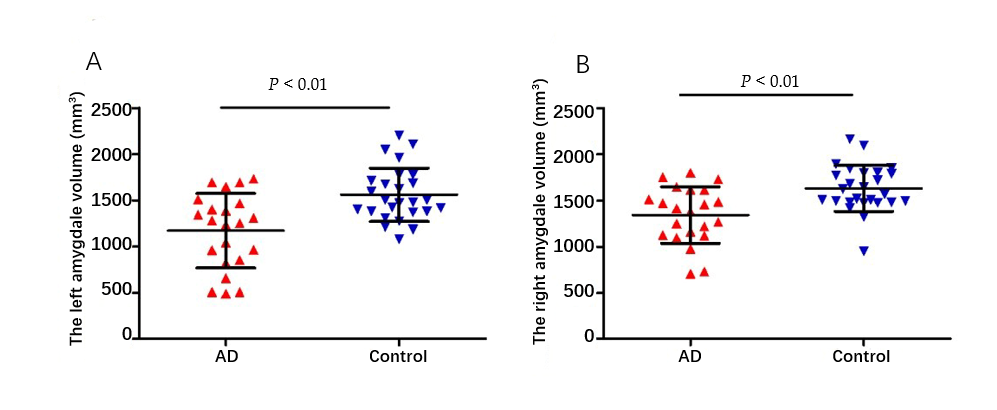 A
P < 0.01
The left amygdale volume (mm³)
2500
2000
1500
1000
500
0
AD
Control
B
P < 0.01
The right amygdale volume (mm³)
2500
2000
1500
1000
500
0
AD
Control